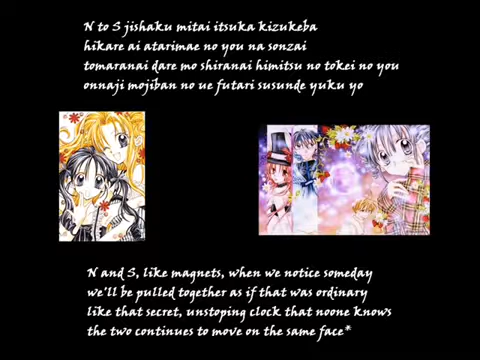 N to S jishaku mitai itsuka kizukeba
hikare ai atarimae no you na sonzai
tomaranai dare mo shiranai himitsu no tokei no you
onnaji mojiban no ue futari susunde yuku yo
N and S, like magnets, when we notice someday
we'll be pulled together as if that was ordinary
like that secret, unstoping clock that noone knows
the two continues to move on the same face*